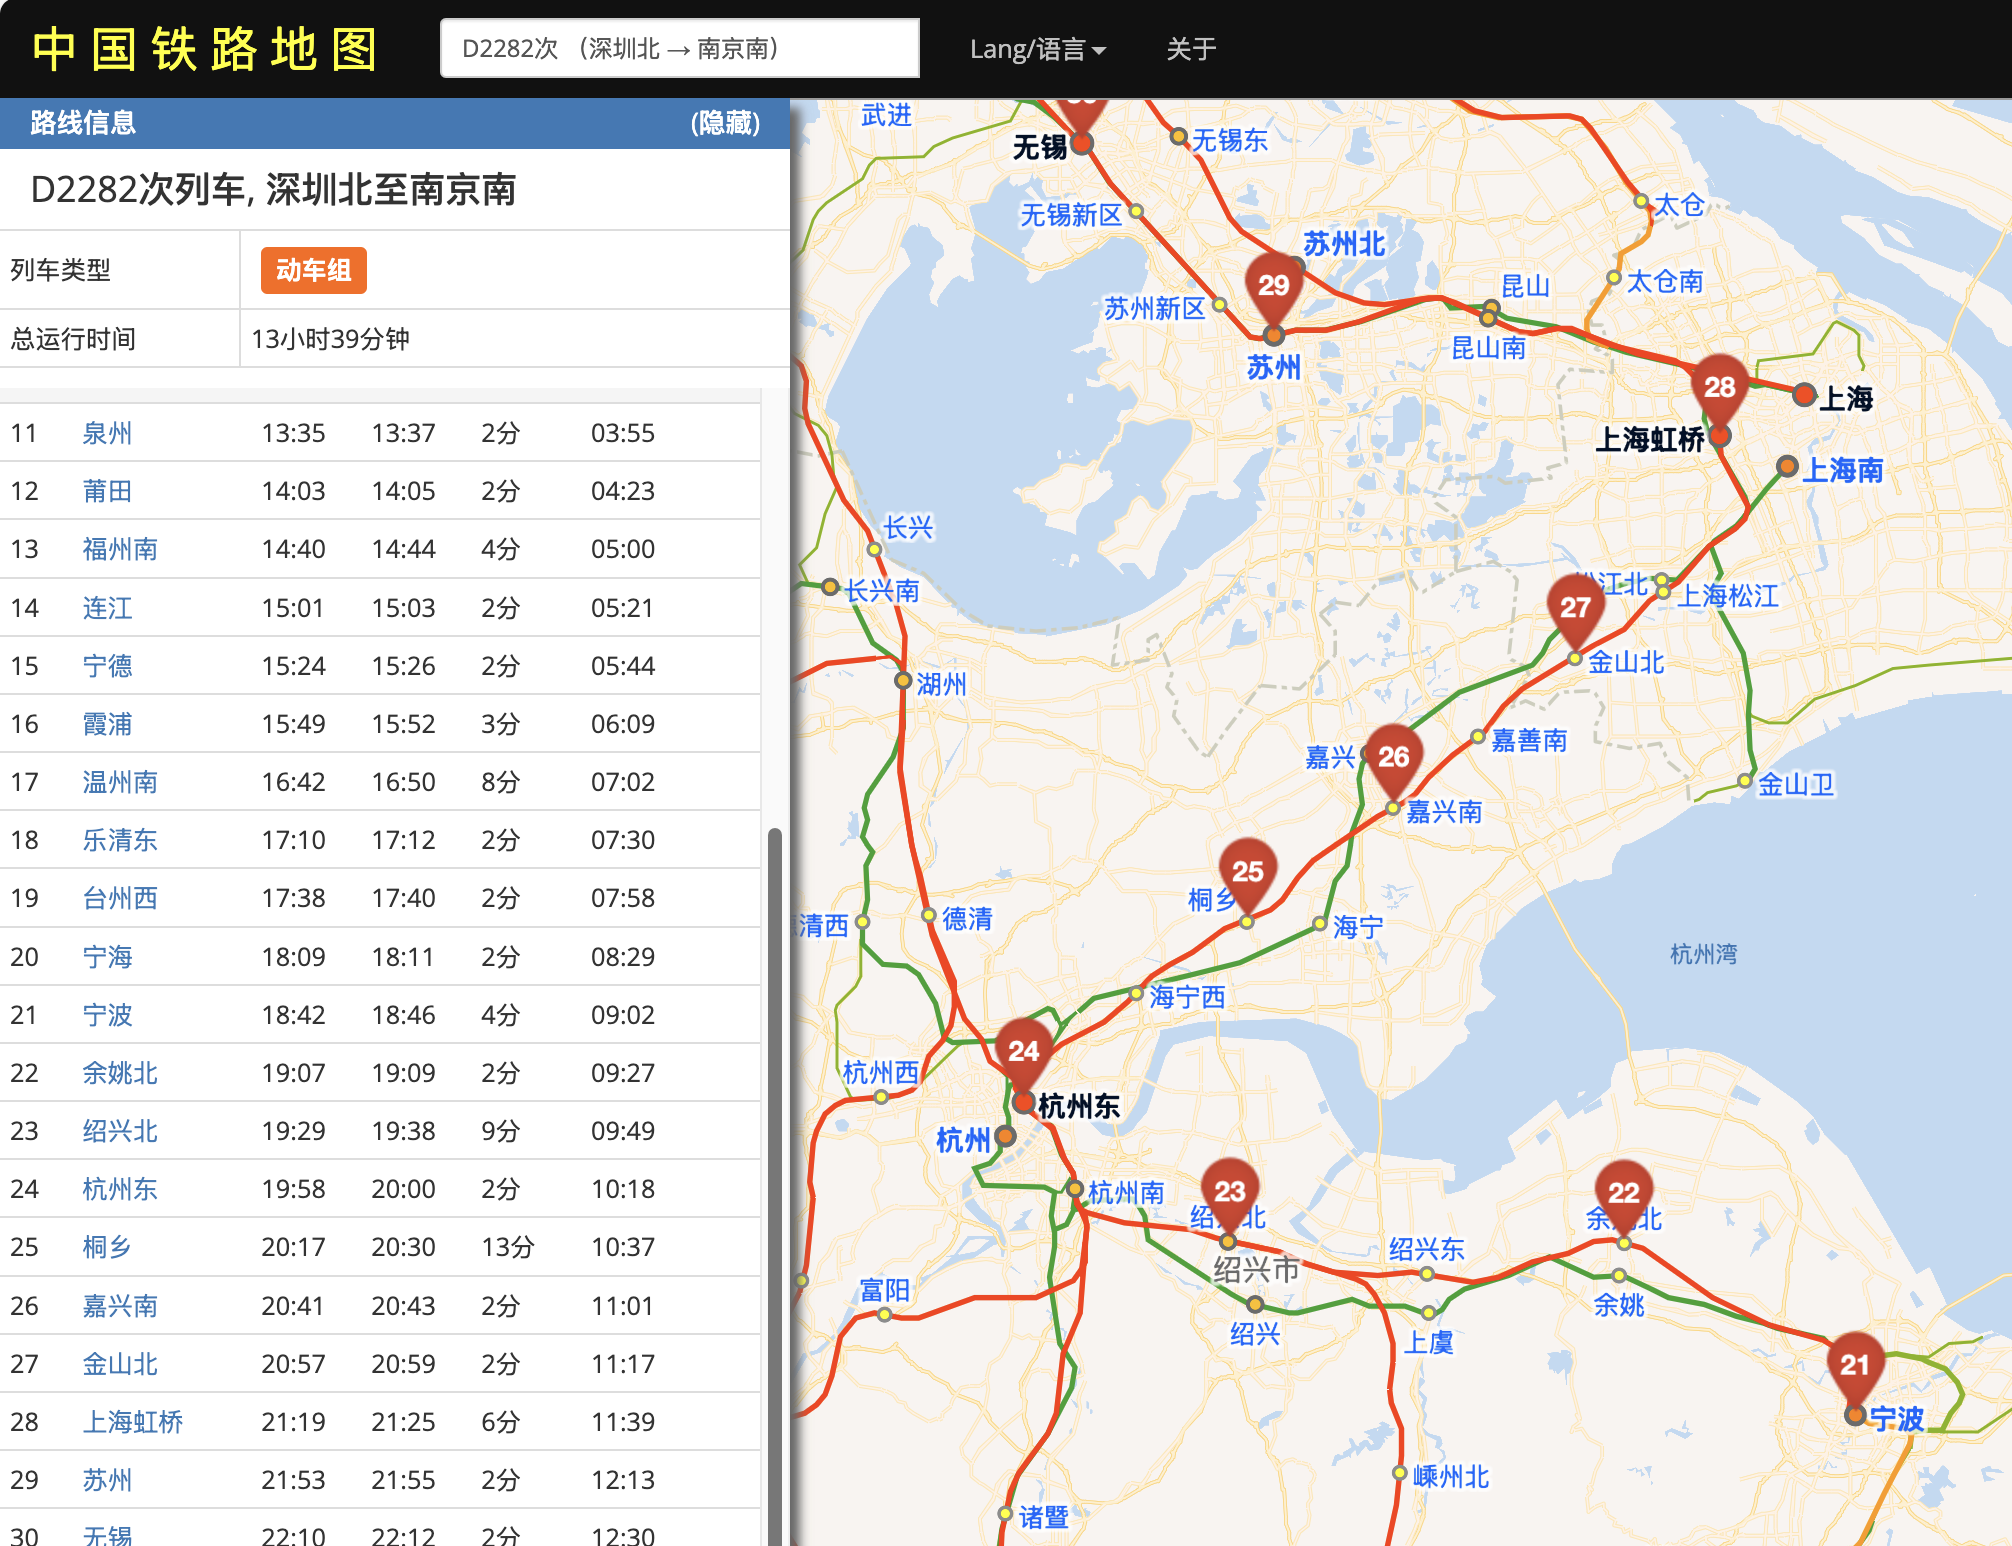 中国铁路地图
D2282次 （深圳北 → 南京南）
Lang/语言
关于
路线信息
(隐藏)
D2282次列车, 深圳北至南京南
列车类型 动车组
总运行时间 13小时39分钟
11 泉州 13:35 13:37 2分 03:55
12 莆田 14:03 14:05 2分 04:23
13 福州南 14:40 14:44 4分 05:00
14 连江 15:01 15:03 2分 05:21
15 宁德 15:24 15:26 2分 05:44
16 霞浦 15:49 15:52 3分 06:09
17 温州南 16:42 16:50 8分 07:02
18 乐清东 17:10 17:12 2分 07:30
19 台州西 17:38 17:40 2分 07:58
20 宁海 18:09 18:11 2分 08:29
21 宁波 18:42 18:46 4分 09:02
22 余姚北 19:07 19:09 2分 09:27
23 绍兴北 19:29 19:38 9分 09:49
24 杭州东 19:58 20:00 2分 10:18
25 桐乡 20:17 20:30 13分 10:37
26 嘉兴南 20:41 20:43 2分 11:01
27 金山北 20:57 20:59 2分 11:17
28 上海虹桥 21:19 21:25 6分 11:39
29 苏州 21:53 21:55 2分 12:13
30 无锡 22:10 22:12 2分 12:30
武进
无锡
无锡东
无锡新区
太仓
苏州北
29
太仓南
苏州新区
昆山
昆山南
苏州
28
上海
上海虹桥
上海南
长兴
长兴南
江北
上海松江
27
金山北
湖州
嘉善南
嘉兴
26
金山卫
嘉兴南
25
桐乡
清西
德清
海宁
杭州湾
海宁西
24
杭州西
杭州东
杭州
杭州南
23
绍兴北
22
余姚北
绍兴东
绍兴市
富阳
余姚
绍兴
上虞
21
宁波
嵊州北
诸暨